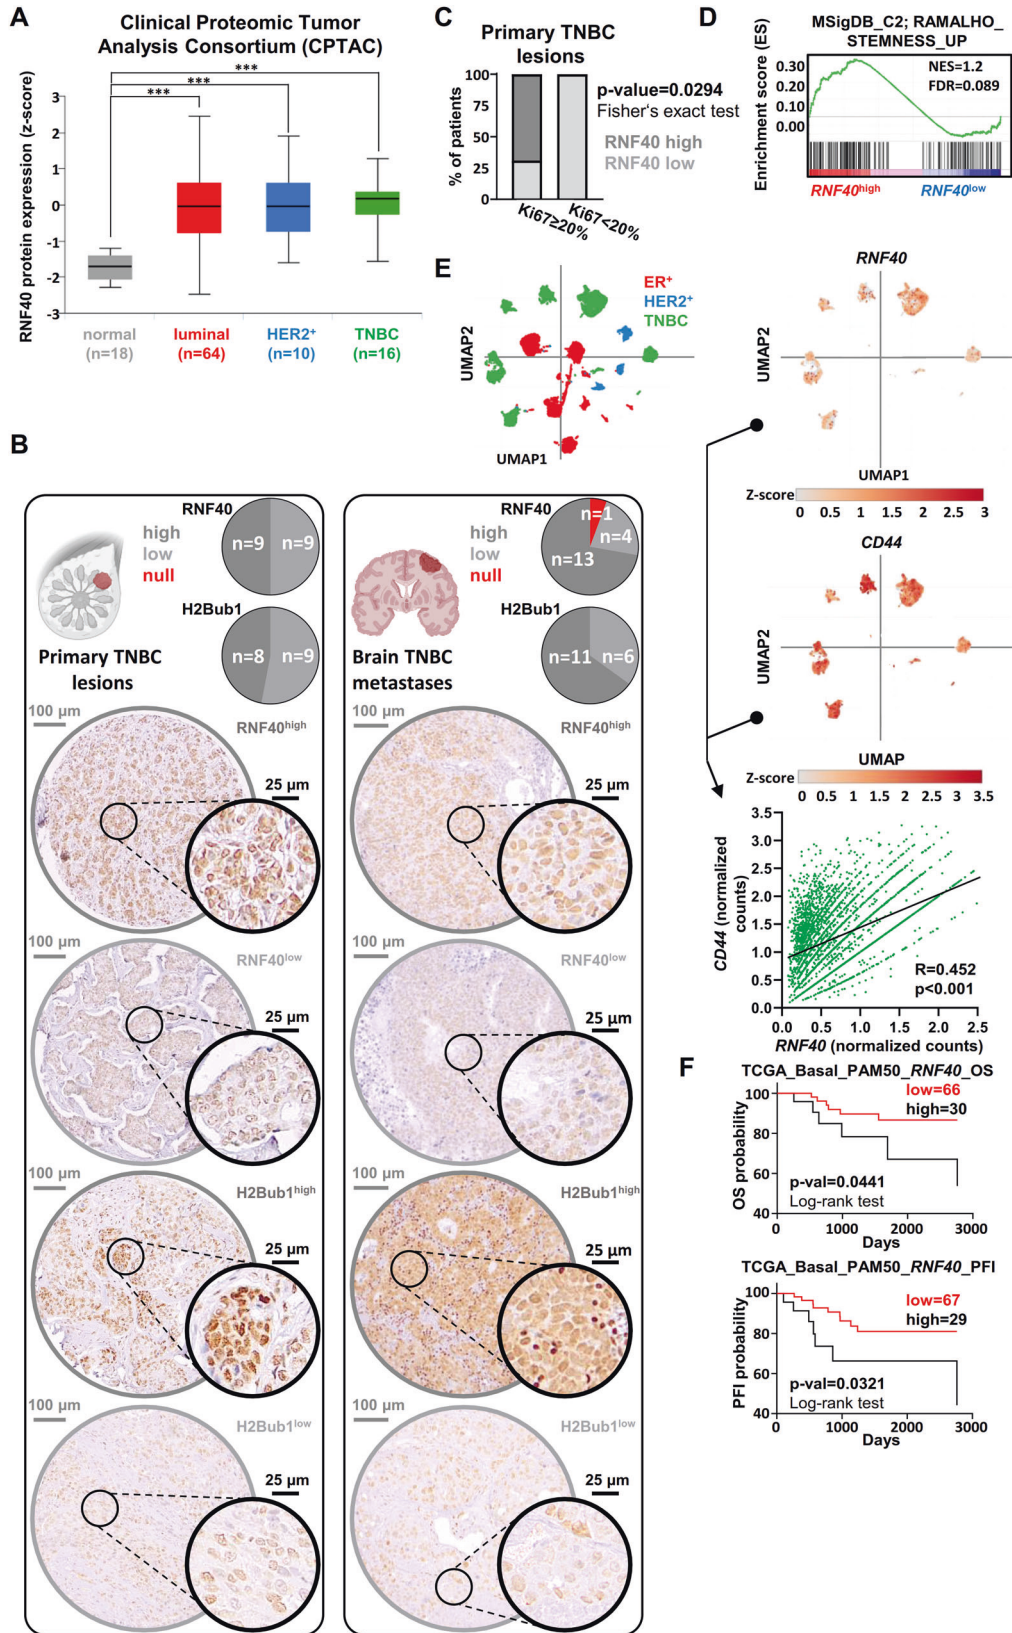 A
Clinical Proteomic Tumor
Analysis Consortium (CPTAC)
RNF40 protein expression (z-score)
***
***
***
3
2
1
0
-1
-2
-3
normal
(n=18)
luminal
(n=64)
HER2+
(n=10)
TNBC
(n=16)
B
RNF40
high
low
null
n=9
n=9
H2Bub1
n=8
n=9
Primary TNBC
lesions
100 µm
RNF40high
25 µm
100 µm
RNF40low
25 µm
100 µm
H2Bub1high
25 µm
100 µm
H2Bub1low
25 µm
RNF40
high
low
null
n=1
n=4
n=13
H2Bub1
n=11
n=6
Brain TNBC
metastases
100 µm
RNF40high
25 µm
100 µm
RNF40low
25 µm
100 µm
H2Bub1high
25 µm
100 µm
H2Bub1low
25 µm
C
Primary TNBC
lesions
% of patients
100
75
50
25
0
Ki67≥20%
Ki67<20%
p-value=0.0294
Fisher's exact test
RNF40 high
RNF40 low
D
MSigDB_C2; RAMALHO_
STEMNESS_UP
Enrichment score (ES)
0.30
0.20
0.10
0.00
NES=1.2
FDR=0.089
RNF40high
RNF40low
E
ER+
HER2+
TNBC
UMAP2
UMAP1
RNF40
UMAP2
UMAP1
Z-score
0
1
1.5
2
3
CD44
UMAP2
UMAP
Z-score
0
1
1.5
2.5
3.5
CD44 (normalized
counts)
3.5
3.0
2.5
2.0
1.5
1.0
0.5
0.0
R=0.452
p<0.001
0.0
0.5
1.0
1.5
2.0
2.5
RNF40 (normalized counts)
F
TCGA_Basal_PAM50_RNF40_OS
OS probability
100
80
60
40
low=66
high=30
p-val=0.0441
Log-rank test
0
1000
2000
3000
Days
TCGA_Basal_PAM50_RNF40_PFI
PFI probability
100
80
60
40
low=67
high=29
p-val=0.0321
Log-rank test
0
1000
2000
3000
Days